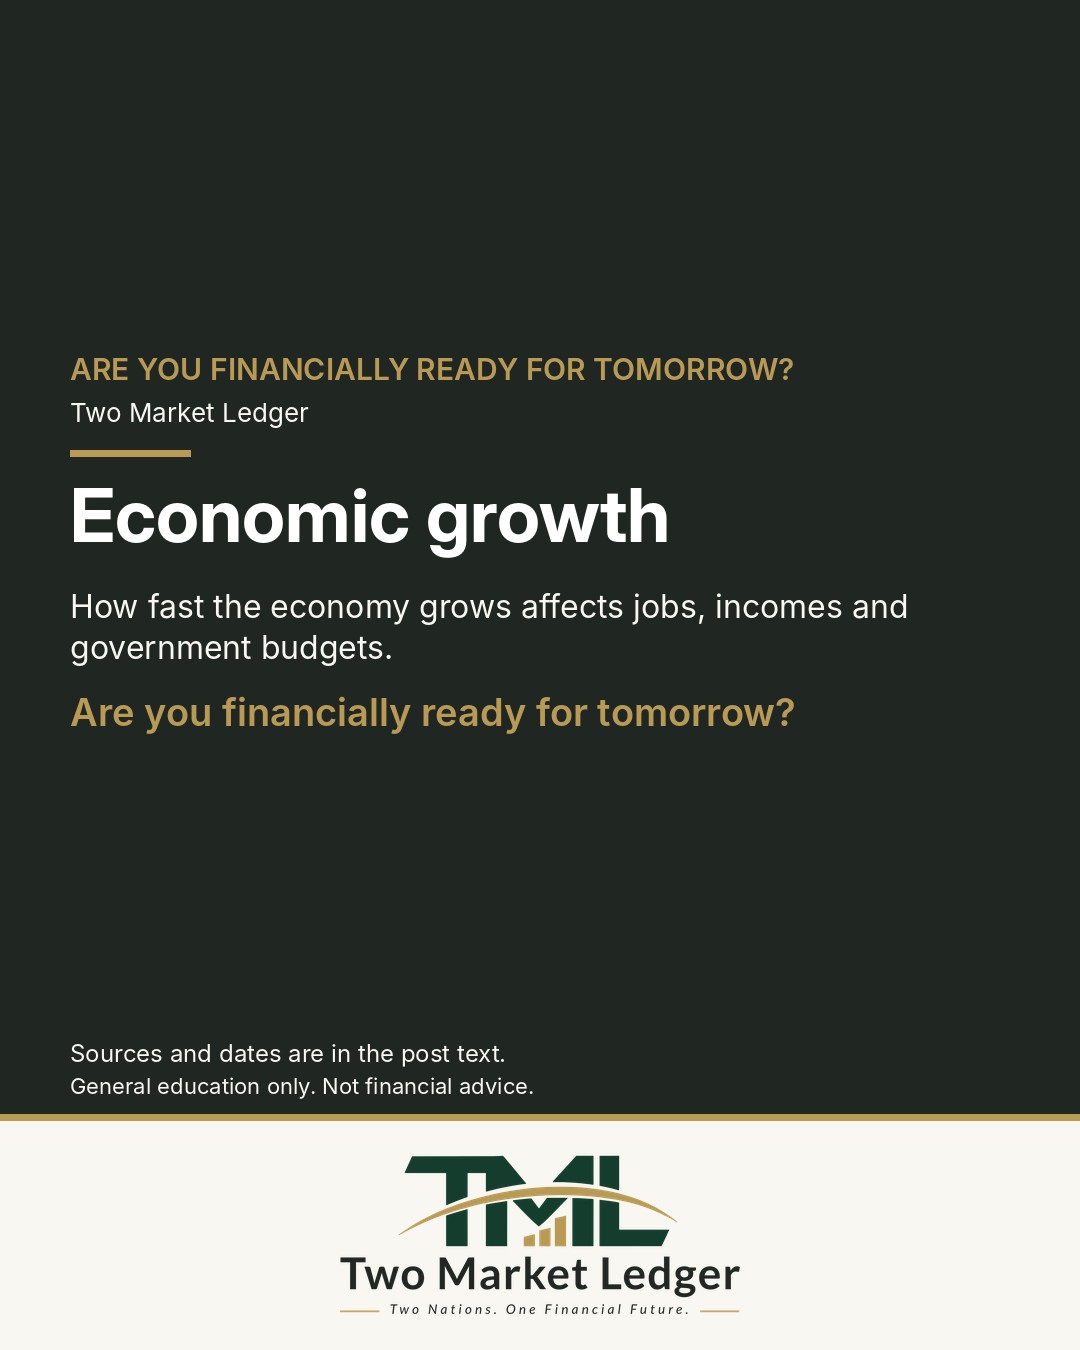 ARE YOU FINANCIALLY READY FOR TOMORROW?
Two Market Ledger
Economic growth
How fast the economy grows affects jobs, incomes and
government budgets.
Are you financially ready for tomorrow?
Sources and dates are in the post text.
General education only. Not financial advice.
TML
Two Market Ledger
Two Nations. One Financial Future.